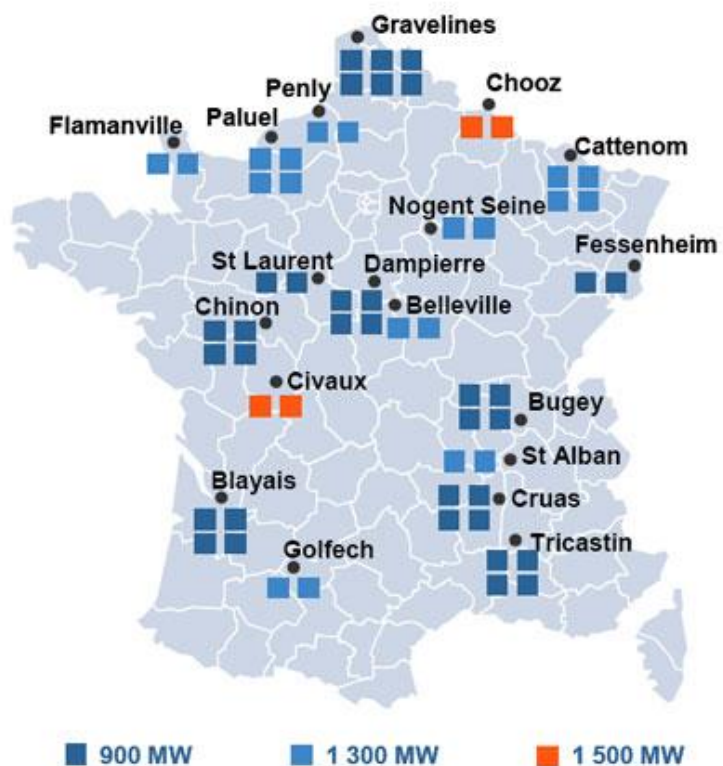 Gravelines
Penly
Chooz
Flamanville
Paluel
Cattenom
Nogent Seine
Fessenheim
St Laurent
Dampierre
Chinon
Belleville
Civaux
Bugey
St Alban
Blayais
Cruas
Golfech
Tricastin
900 MW
1 300 MW
1 500 MW